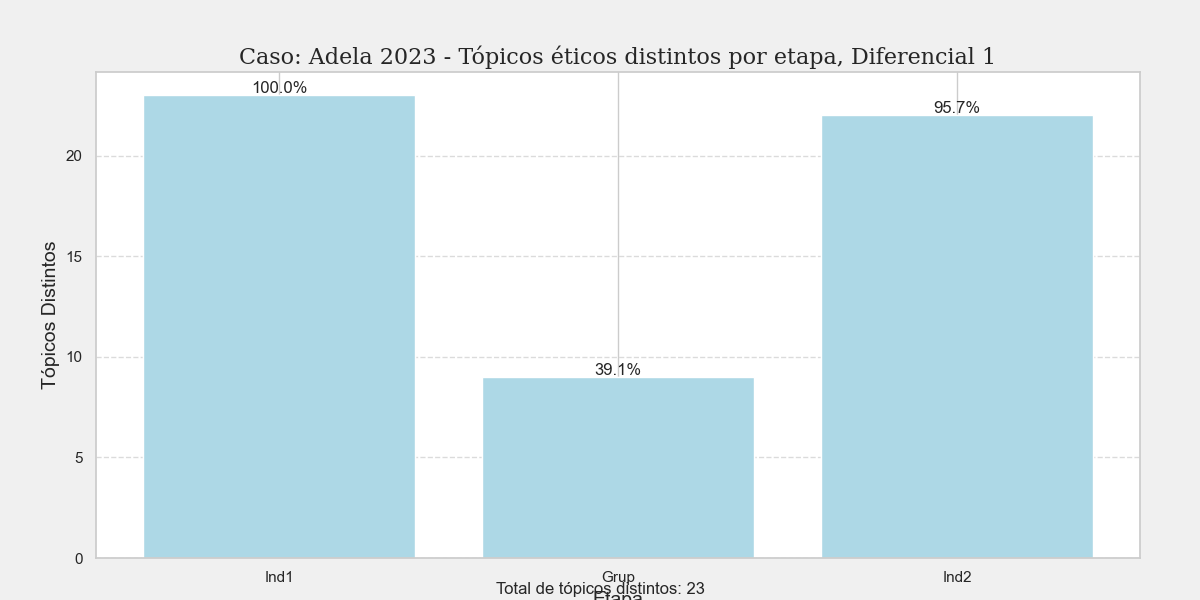 Caso: Adela 2023 - Tópicos éticos distintos por etapa, Diferencial 1
100.0%
95.7%
39.1%
Tópicos Distintos
20
15
10
5
0
Ind1
Grup
Ind2
Total de tópicos distintos: 23
Etapa